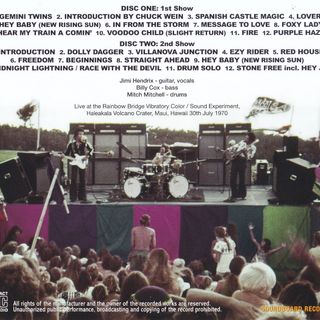 DISC ONE: 1st Show
GEMINI TWINS 2. INTRODUCTION BY CHUCK WEIN 3. SPANISH CASTLE MAGIC 4. LOVER
HEY BABY (NEW RISING SUN) 6. IN FROM THE STORM 7. MESSAGE TO LOVE 8. FOXY LADY
HEAR MY TRAIN A COMIN' 10. VOODOO CHILD (SLIGHT RETURN) 11. FIRE 12. PURPLE HAZ
DISC TWO: 2nd Show
INTRODUCTION 2. DOLLY DAGGER 3. VILLANOVA JUNCTION 4. EZY RIDER 5. RED HOUSE
6. FREEDOM 7. BEGINNINGS 8. STRAIGHT AHEAD 9. HEY BABY (NEW RISING SUN)
IDNIGHT LIGHTNING / RACE WITH THE DEVIL 11. DRUM SOLO 12. STONE FREE incl. HEY J
Jimi Hendrix - guitar, vocals
Billy Cox - bass
Mitch Mitchell - drums
Live at the Rainbow Bridge Vibratory Color / Sound Experiment,
Haleakala Volcano Crater, Maui, Hawaii 30th July 1970
All rights of the manufacturer and the owner of the recorded works are reserved.
Unauthorized public performance, broadcasting and copying of the record prohibited.
SOUNDBOARD RECO